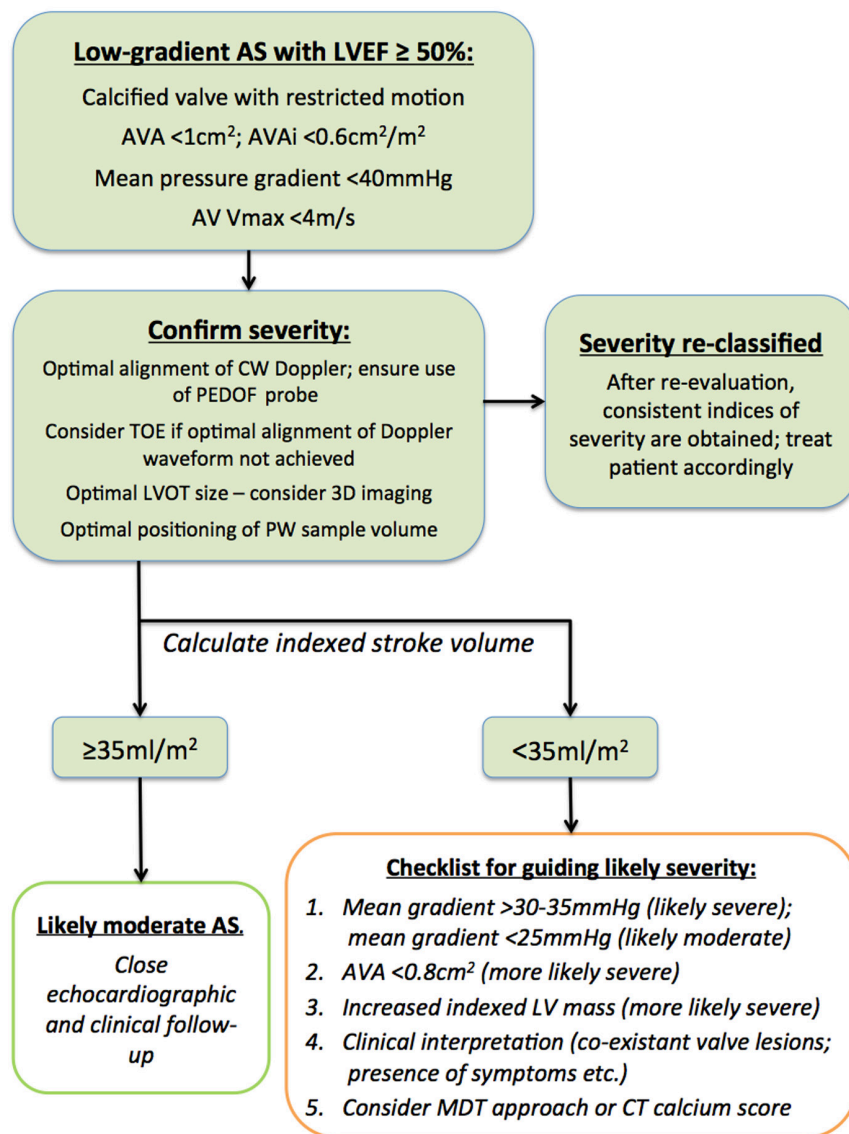 Low-gradient AS with LVEF ≥ 50%:
Calcified valve with restricted motion
AVA <1cm²; AVAi <0.6cm²/m²
Mean pressure gradient <40mmHg
AV Vmax <4m/s
Confirm severity:
Optimal alignment of CW Doppler; ensure use
of PEDOF probe
Consider TOE if optimal alignment of Doppler
waveform not achieved
Optimal LVOT size – consider 3D imaging
Optimal positioning of PW sample volume
Severity re-classified
After re-evaluation,
consistent indices of
severity are obtained; treat
patient accordingly
Calculate indexed stroke volume
≥35ml/m²
<35ml/m²
Likely moderate AS.
Close
echocardiographic
and clinical follow-
up
Checklist for guiding likely severity:
1. Mean gradient >30-35mmHg (likely severe);
mean gradient <25mmHg (likely moderate)
2. AVA <0.8cm² (more likely severe)
3. Increased indexed LV mass (more likely severe)
4. Clinical interpretation (co-existant valve lesions;
presence of symptoms etc.)
5. Consider MDT approach or CT calcium score